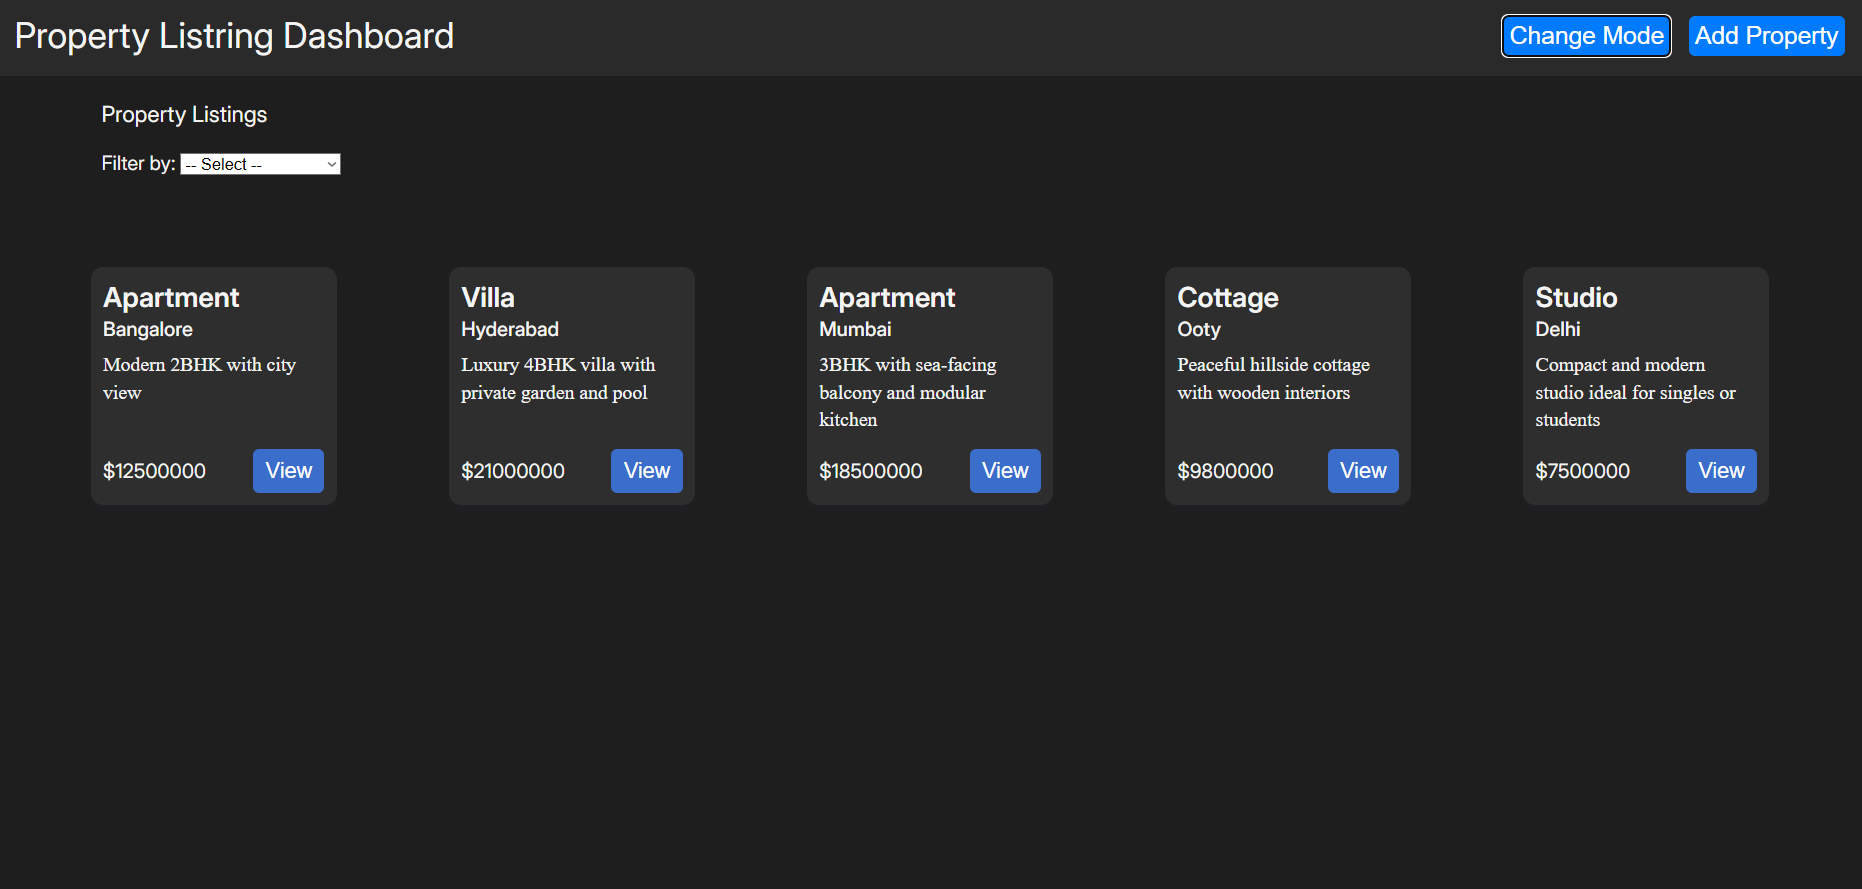 Property Listring Dashboard
Change Mode
Add Property
Property Listings
Filter by: -- Select --
Apartment
Bangalore
Modern 2BHK with city
view
$12500000
View
Villa
Hyderabad
Luxury 4BHK villa with
private garden and pool
$21000000
View
Apartment
Mumbai
3BHK with sea-facing
balcony and modular
kitchen
$18500000
View
Cottage
Ooty
Peaceful hillside cottage
with wooden interiors
$9800000
View
Studio
Delhi
Compact and modern
studio ideal for singles or
students
$7500000
View